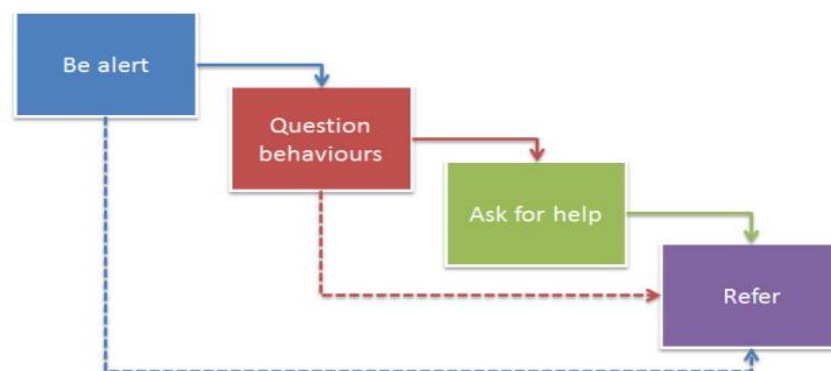 Be alert
Question
behaviours
Ask for help
Refer